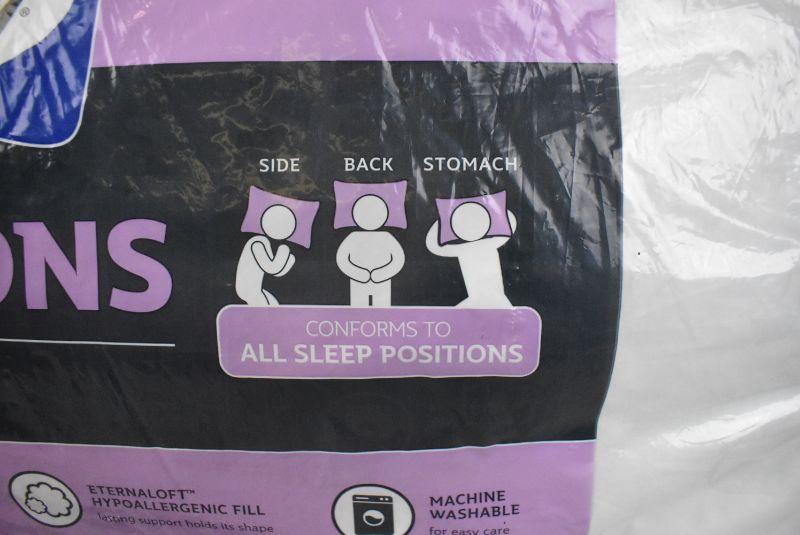 ®
SIDE BACK STOMACH
ONS
CONFORMS TO
ALL SLEEP POSITIONS
ETERNALOFT™
HYPOALLERGENIC FILL
lasting support holds its shape
MACHINE
WASHABLE
for easy care